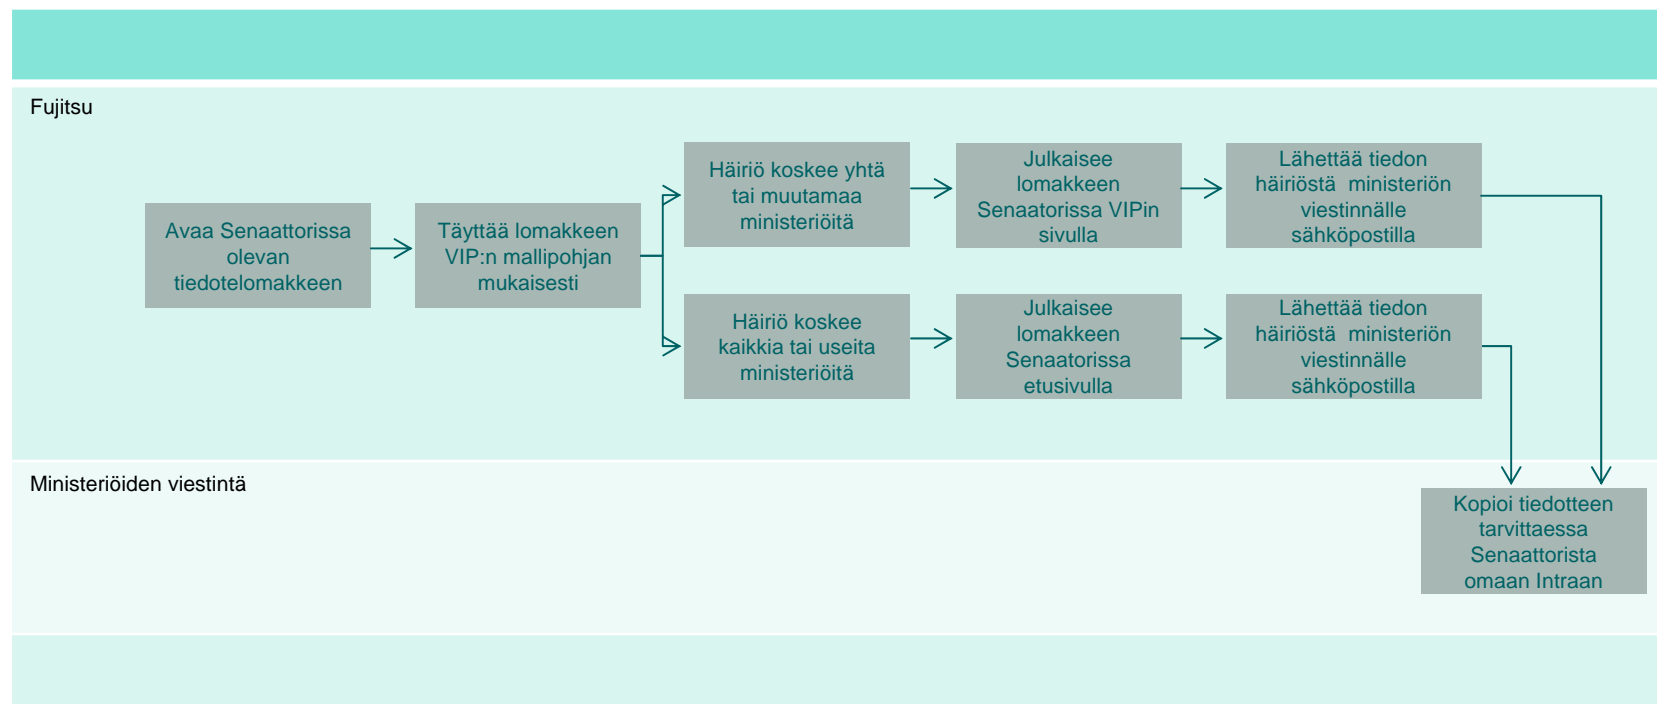 Fujitsu
Avaa Senaattorissa
olevan
tiedotelomakkeen
Täyttää lomakkeen
VIP:n mallipohjan
mukaisesti
Häiriö koskee yhtä
tai muutamaa
ministeriöitä
Julkaisee
lomakkeen
Senaatorissa VIPin
sivulla
Lähettää tiedon
häiriöstä ministeriön
viestinnälle
sähköpostilla
Häiriö koskee
kaikkia tai useita
ministeriöitä
Julkaisee
lomakkeen
Senaatorissa
etusivulla
Lähettää tiedon
häiriöstä ministeriön
viestinnälle
sähköpostilla
Ministeriöiden viestintä
Kopioi tiedotteen
tarvittaessa
Senaattorista
omaan Intraan